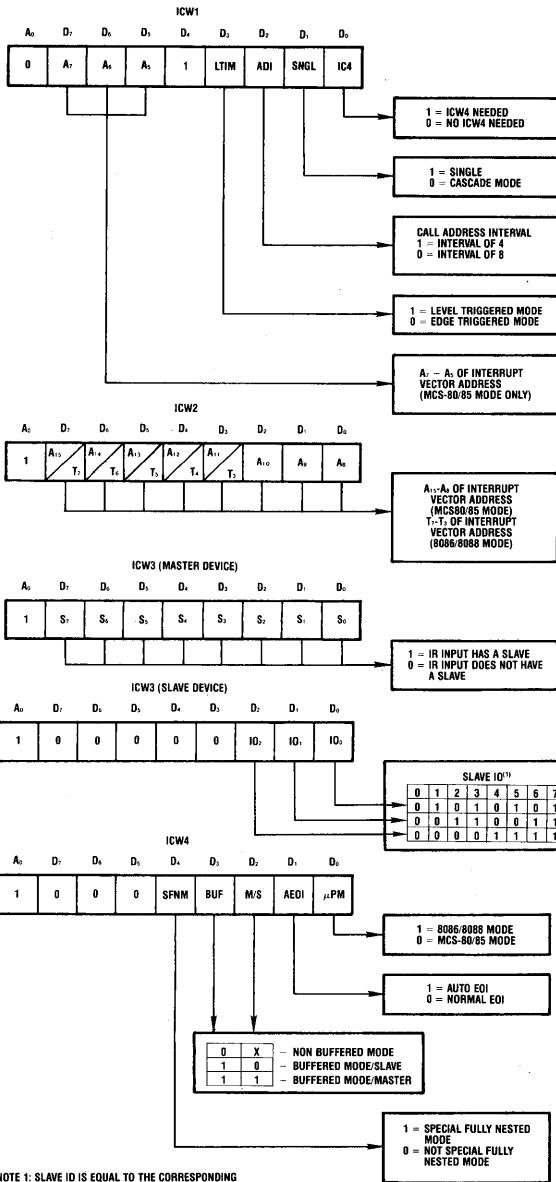 ICW1
A₀ D₇ D₆ D₅ D₄ D₃ D₂ D₁ D₀
0 A₇ A₆ A₅ 1 LTIM ADI SNGL IC4
1 = ICW4 NEEDED
0 = NO ICW4 NEEDED
1 = SINGLE
0 = CASCADE MODE
CALL ADDRESS INTERVAL
1 = INTERVAL OF 4
0 = INTERVAL OF 8
1 = LEVEL TRIGGERED MODE
0 = EDGE TRIGGERED MODE
A₇ – A₅ OF INTERRUPT
VECTOR ADDRESS
(MCS-80/85 MODE ONLY)
ICW2
A₀ D₇ D₆ D₅ D₄ D₃ D₂ D₁ D₀
1 A₁₅/T₇ A₁₄/T₆ A₁₃/T₅ A₁₂/T₄ A₁₁/T₃ A₁₀ A₉ A₈
A₁₅-A₈ OF INTERRUPT
VECTOR ADDRESS
(MCS80/85 MODE)
T₇-T₃ OF INTERRUPT
VECTOR ADDRESS
(8086/8088 MODE)
ICW3 (MASTER DEVICE)
A₀ D₇ D₆ D₅ D₄ D₃ D₂ D₁ D₀
1 S₇ S₆ S₅ S₄ S₃ S₂ S₁ S₀
1 = IR INPUT HAS A SLAVE
0 = IR INPUT DOES NOT HAVE
A SLAVE
ICW3 (SLAVE DEVICE)
A₀ D₇ D₆ D₅ D₄ D₃ D₂ D₁ D₀
1 0 0 0 0 0 IO₂ IO₁ IO₀
SLAVE IO⁽¹⁾
0 1 2 3 4 5 6 7
0 1 0 1 0 1 0 1
0 0 1 1 0 0 1 1
0 0 0 0 1 1 1 1
ICW4
A₀ D₇ D₆ D₅ D₄ D₃ D₂ D₁ D₀
1 0 0 0 SFNM BUF M/S AEOI μPM
1 = 8086/8088 MODE
0 = MCS-80/85 MODE
1 = AUTO EOI
0 = NORMAL EOI
0 X – NON BUFFERED MODE
1 0 – BUFFERED MODE/SLAVE
1 1 – BUFFERED MODE/MASTER
1 = SPECIAL FULLY NESTED
MODE
0 = NOT SPECIAL FULLY
NESTED MODE
NOTE 1: SLAVE ID IS EQUAL TO THE CORRESPONDING